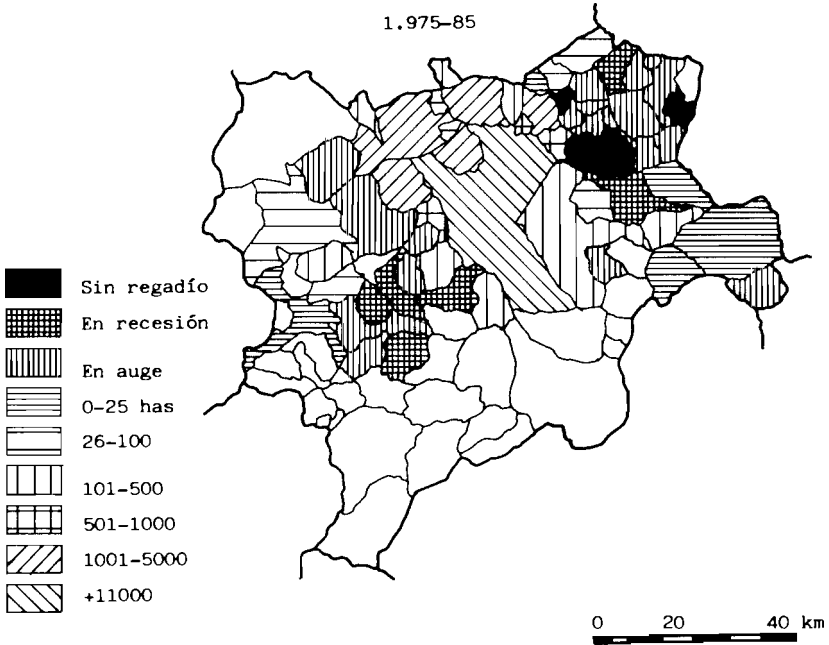 1.975-85
Sin regadío
En recesión
En auge
0-25 has
26-100
101-500
501-1000
1001-5000
+11000
0 20 40 km